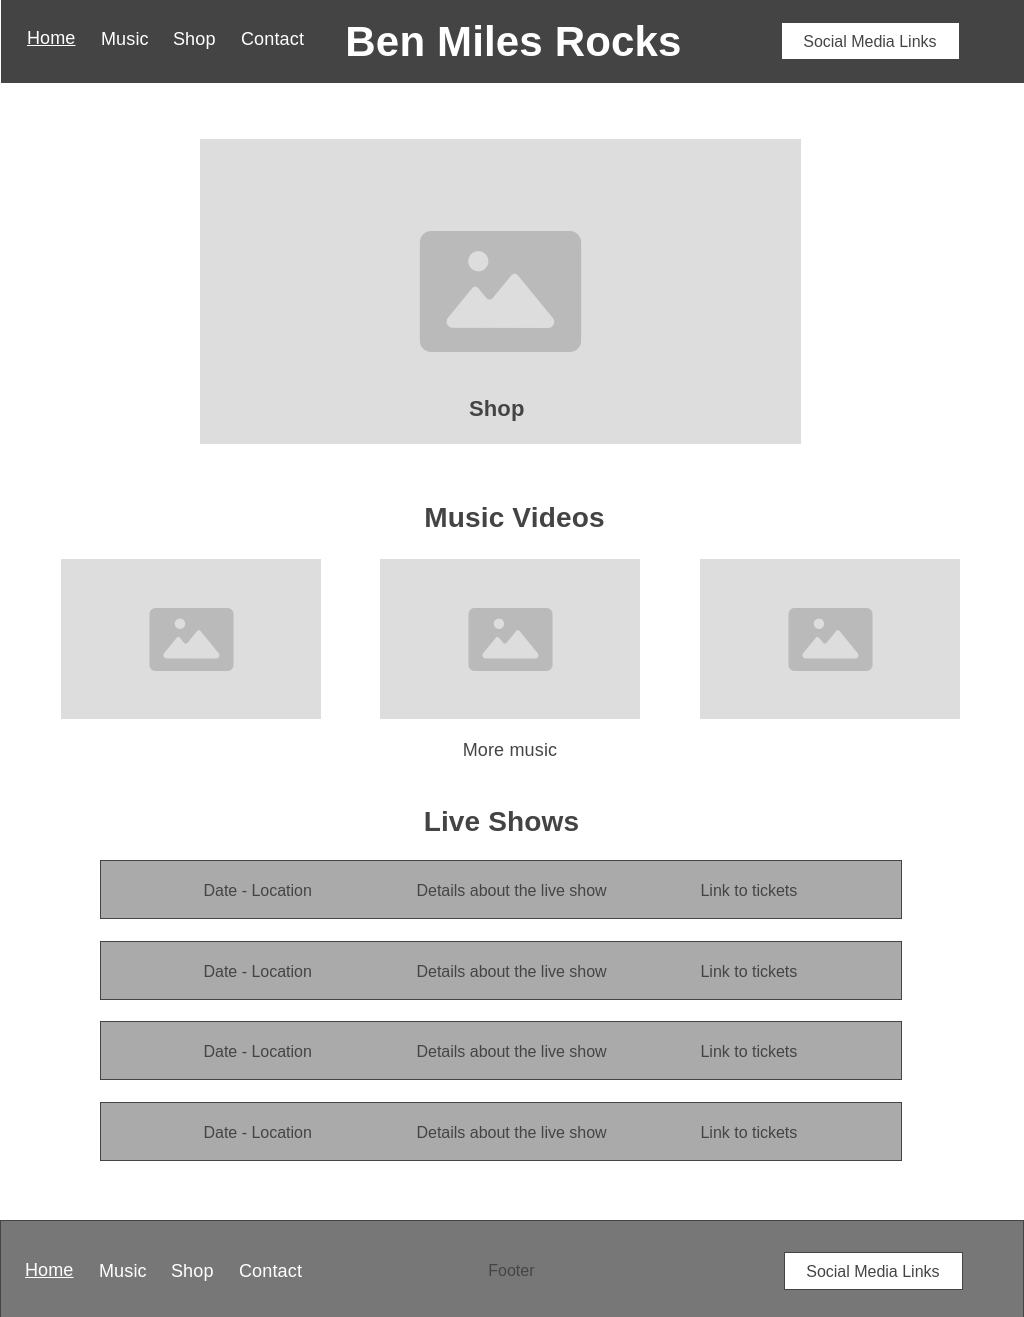 Home Music Shop Contact Ben Miles Rocks Social Media Links
Shop
Music Videos
More music
Live Shows
Date - Location Details about the live show Link to tickets
Date - Location Details about the live show Link to tickets
Date - Location Details about the live show Link to tickets
Date - Location Details about the live show Link to tickets
Home Music Shop Contact Footer Social Media Links